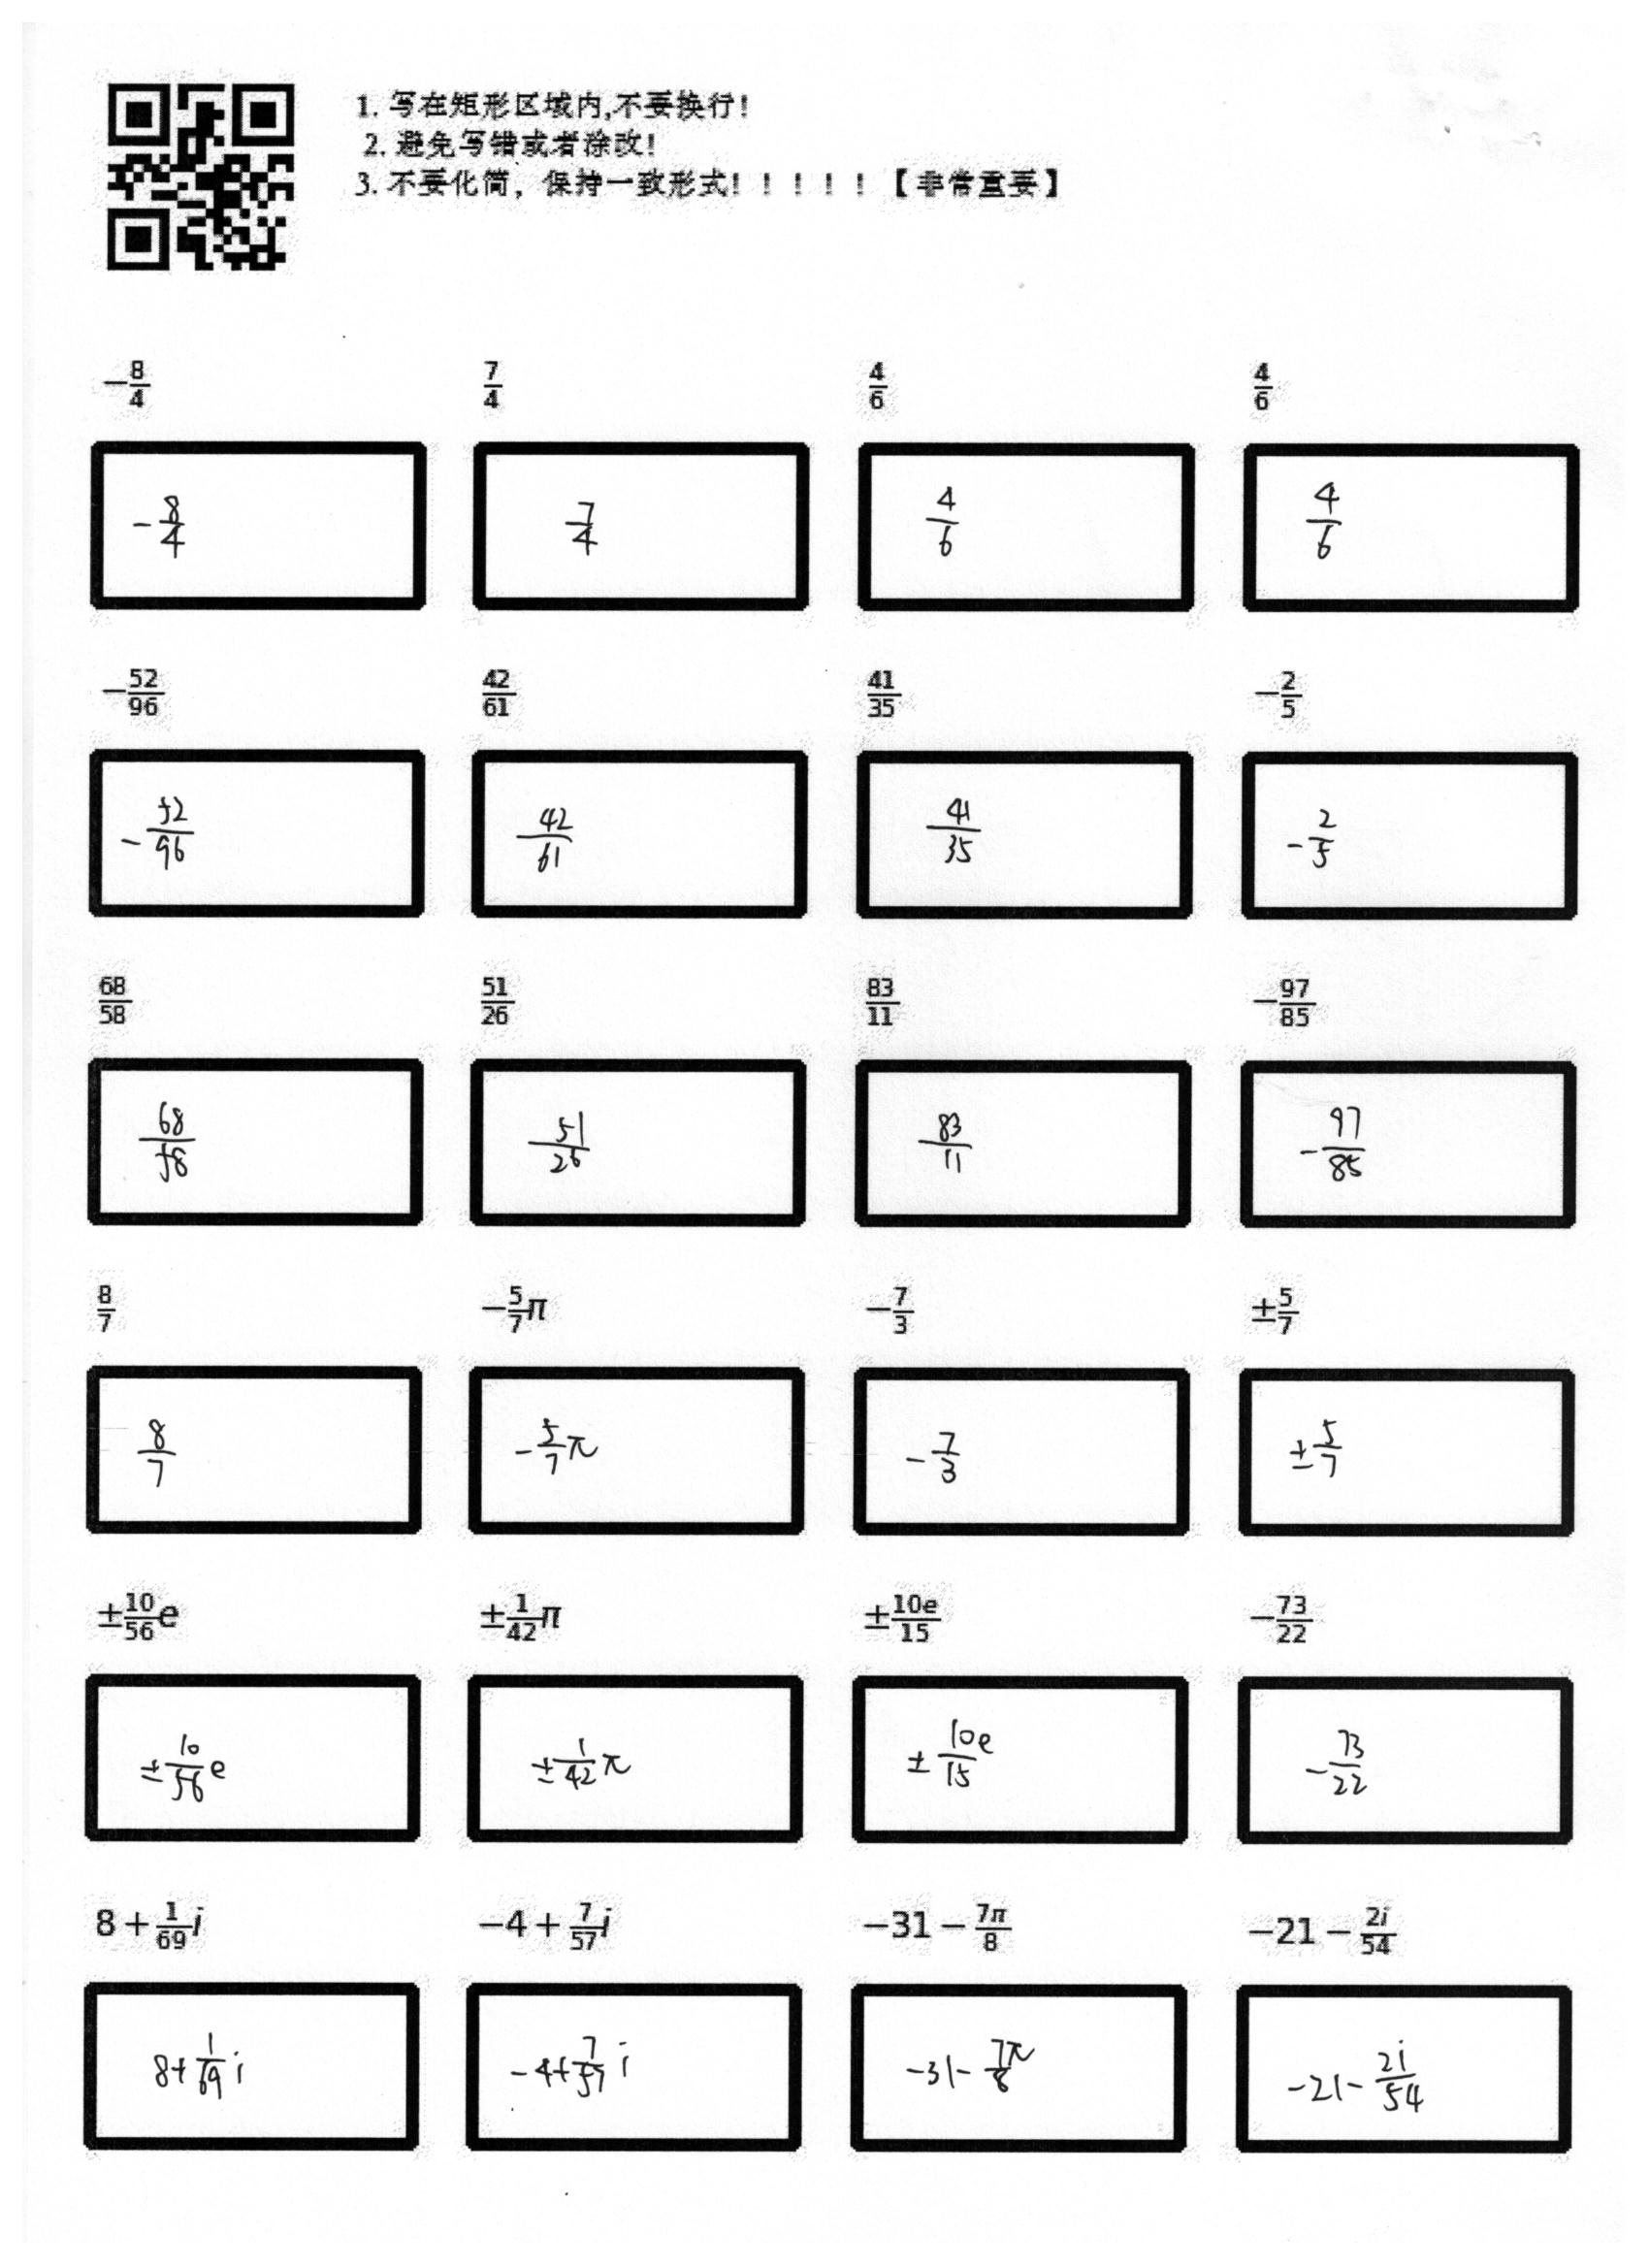 1. 写在矩形区域内,不要换行!
2. 避免写错或者涂改!
3. 不要化简，保持一致形式! ! ! ! !【非常重要】
$-\frac{8}{4}$ $\frac{7}{4}$ $\frac{4}{6}$ $\frac{4}{6}$
$-\frac{8}{4}$ $\frac{7}{4}$ $\frac{4}{6}$ $\frac{4}{6}$
$-\frac{52}{96}$ $\frac{42}{61}$ $\frac{41}{35}$ $-\frac{2}{5}$
$-\frac{52}{96}$ $\frac{42}{61}$ $\frac{41}{35}$ $-\frac{2}{5}$
$\frac{68}{58}$ $\frac{51}{26}$ $\frac{83}{11}$ $-\frac{97}{85}$
$\frac{68}{58}$ $\frac{51}{26}$ $\frac{83}{11}$ $-\frac{97}{85}$
$\frac{8}{7}$ $-\frac{5}{7}\pi$ $-\frac{7}{3}$ $\pm\frac{5}{7}$
$\frac{8}{7}$ $-\frac{5}{7}\pi$ $-\frac{7}{3}$ $\pm\frac{5}{7}$
$\pm\frac{10}{56}e$ $\pm\frac{1}{42}\pi$ $\pm\frac{10e}{15}$ $-\frac{73}{22}$
$\pm\frac{10}{56}e$ $\pm\frac{1}{42}\pi$ $\pm\frac{10e}{15}$ $-\frac{73}{22}$
$8+\frac{1}{69}i$ $-4+\frac{7}{57}i$ $-31-\frac{7\pi}{8}$ $-21-\frac{2i}{54}$
$8+\frac{1}{69}i$ $-4+\frac{7}{57}i$ $-31-\frac{7\pi}{8}$ $-21-\frac{2i}{54}$